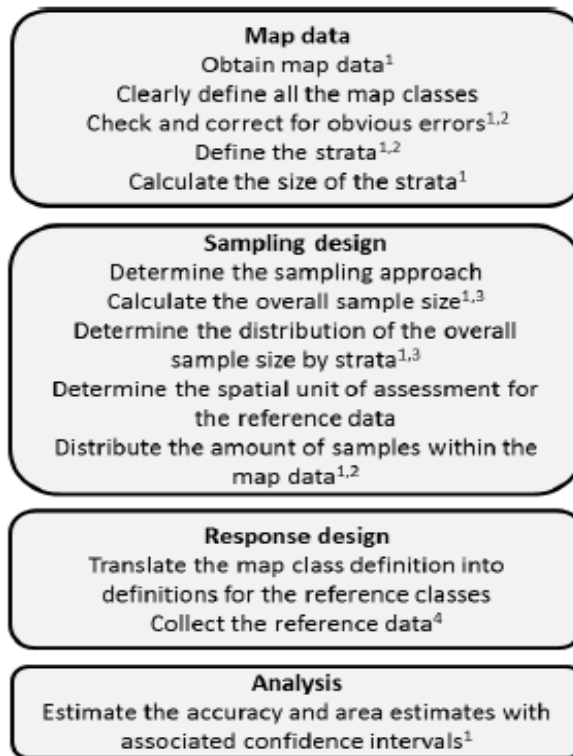 Map data
Obtain map data¹
Clearly define all the map classes
Check and correct for obvious errors¹,²
Define the strata¹,²
Calculate the size of the strata¹
Sampling design
Determine the sampling approach
Calculate the overall sample size¹,³
Determine the distribution of the overall
sample size by strata¹,³
Determine the spatial unit of assessment for
the reference data
Distribute the amount of samples within the
map data¹,²
Response design
Translate the map class definition into
definitions for the reference classes
Collect the reference data⁴
Analysis
Estimate the accuracy and area estimates with
associated confidence intervals¹